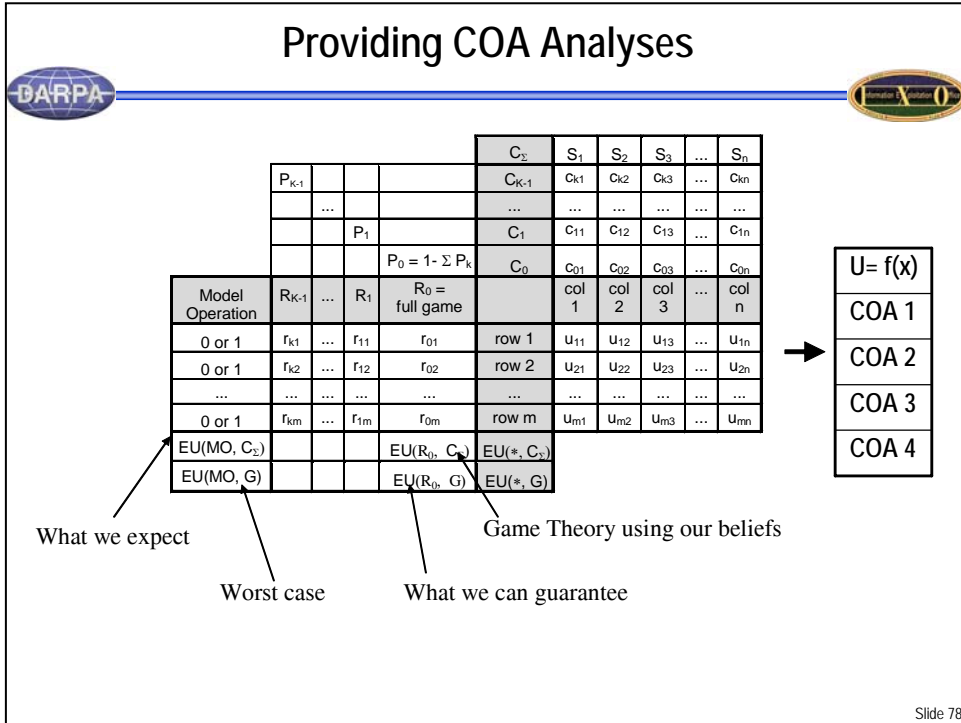 Providing COA Analyses
DARPA
I X O
C_Σ S₁ S₂ S₃ ... Sₙ
P_K-1 C_K-1 c_k1 c_k2 c_k3 ... c_kn
... ... ... ... ... ... ...
P₁ C₁ c₁₁ c₁₂ c₁₃ ... c₁ₙ
P₀ = 1- Σ P_k C₀ c₀₁ c₀₂ c₀₃ ... c₀ₙ
Model Operation R_K-1 ... R₁ R₀ = full game col 1 col 2 col 3 ... col n
0 or 1 r_k1 ... r₁₁ r₀₁ row 1 u₁₁ u₁₂ u₁₃ ... u₁ₙ
0 or 1 r_k2 ... r₁₂ r₀₂ row 2 u₂₁ u₂₂ u₂₃ ... u₂ₙ
... ... ... ... ... ... ... ... ... ... ...
0 or 1 r_km ... r₁ₘ r₀ₘ row m uₘ₁ uₘ₂ uₘ₃ ... uₘₙ
EU(MO, C_Σ) EU(R₀, C_Σ) EU(*, C_Σ)
EU(MO, G) EU(R₀, G) EU(*, G)
U= f(x)
COA 1
COA 2
COA 3
COA 4
What we expect
Game Theory using our beliefs
Worst case
What we can guarantee
Slide 78